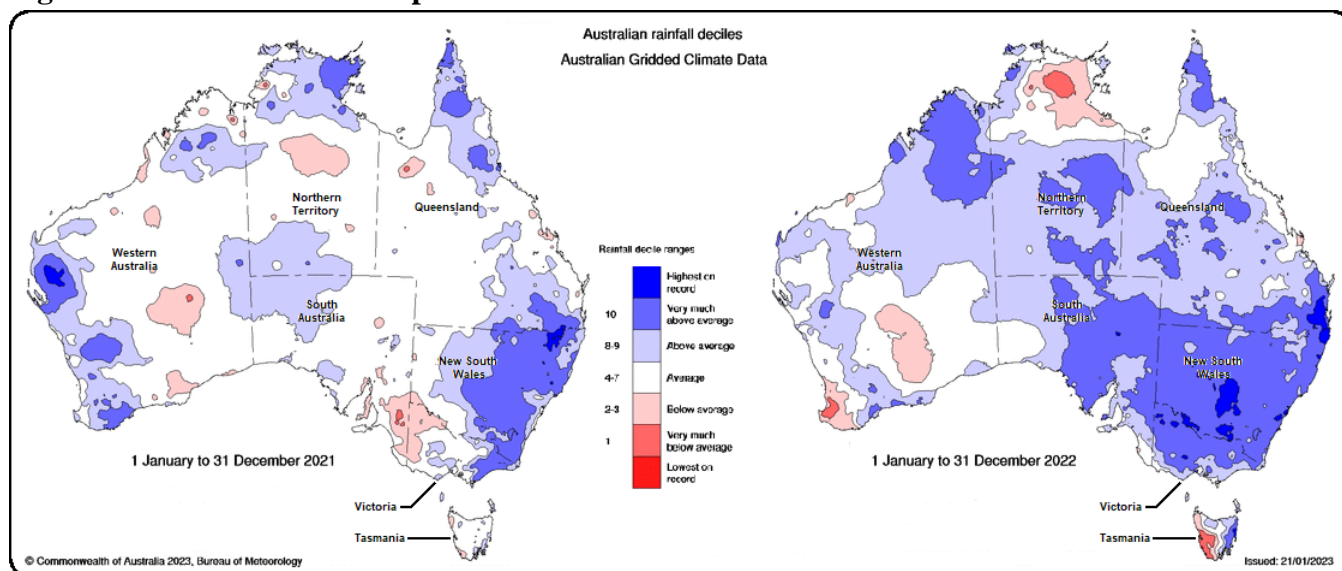 Australian rainfall deciles
Australian Gridded Climate Data
Northern
Territory
Queensland
Western
Australia
South
Australia
New South
Wales
1 January to 31 December 2021
Victoria
Tasmania
© Commonwealth of Australia 2023, Bureau of Meteorology
Rainfall decile ranges
Highest on
record
10
Very much
above average
8-9
Above average
4-7
Average
2-3
Below average
1
Very much
below average
Lowest on
record
Northern
Territory
Queensland
Western
Australia
South
Australia
New South
Wales
1 January to 31 December 2022
Victoria
Tasmania
Issued: 21/01/2023